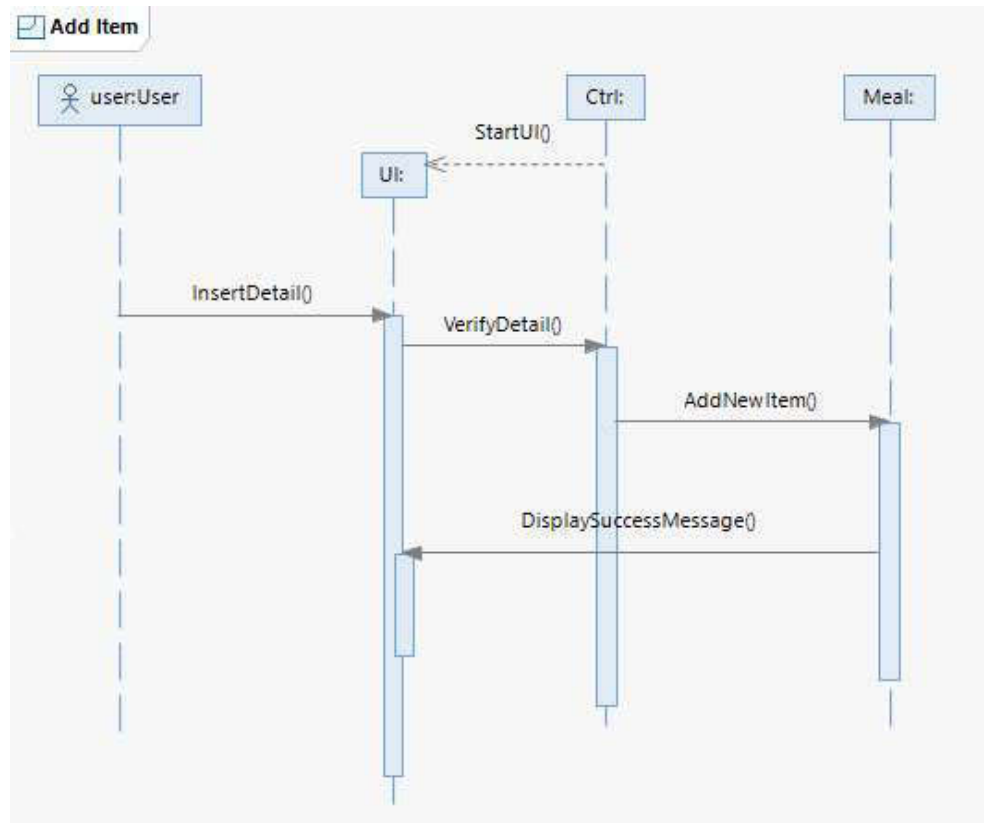 Add Item
user:User
Ctrl:
Meal:
StartUI()
UI:
InsertDetail()
VerifyDetail()
AddNewItem()
DisplaySuccessMessage()